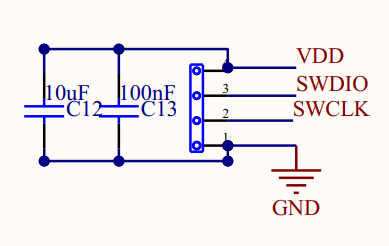 VDD
10uF 100nF SWDIO
3
C12 C13 SWCLK
2
1
GND